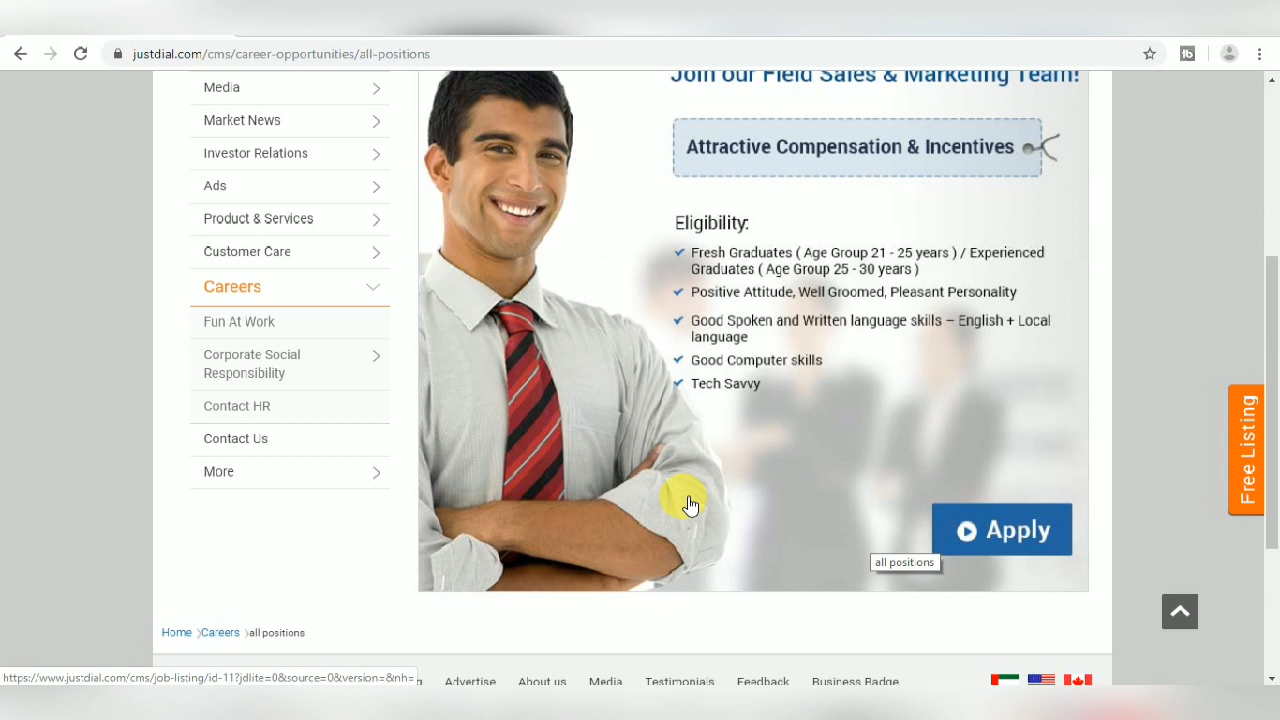 justdial.com/cms/career-opportunities/all-positions
Media
Market News
Investor Relations
Ads
Product & Services
Customer Care
Careers
Fun At Work
Corporate Social
Responsibility
Contact HR
Contact Us
More
Join our Field Sales & Marketing Team!
Attractive Compensation & Incentives
Eligibility:
Fresh Graduates ( Age Group 21 - 25 years ) / Experienced
Graduates ( Age Group 25 - 30 years )
Positive Attitude, Well Groomed, Pleasant Personality
Good Spoken and Written language skills – English + Local
language
Good Computer skills
Tech Savvy
Apply
all positions
Free Listing
Home Careers all positions
https://www.justdial.com/cms/job-listing/id-11?jdlite=0&source=0&version=&nh=
Advertise About us Media Testimonials Feedback Business Badge